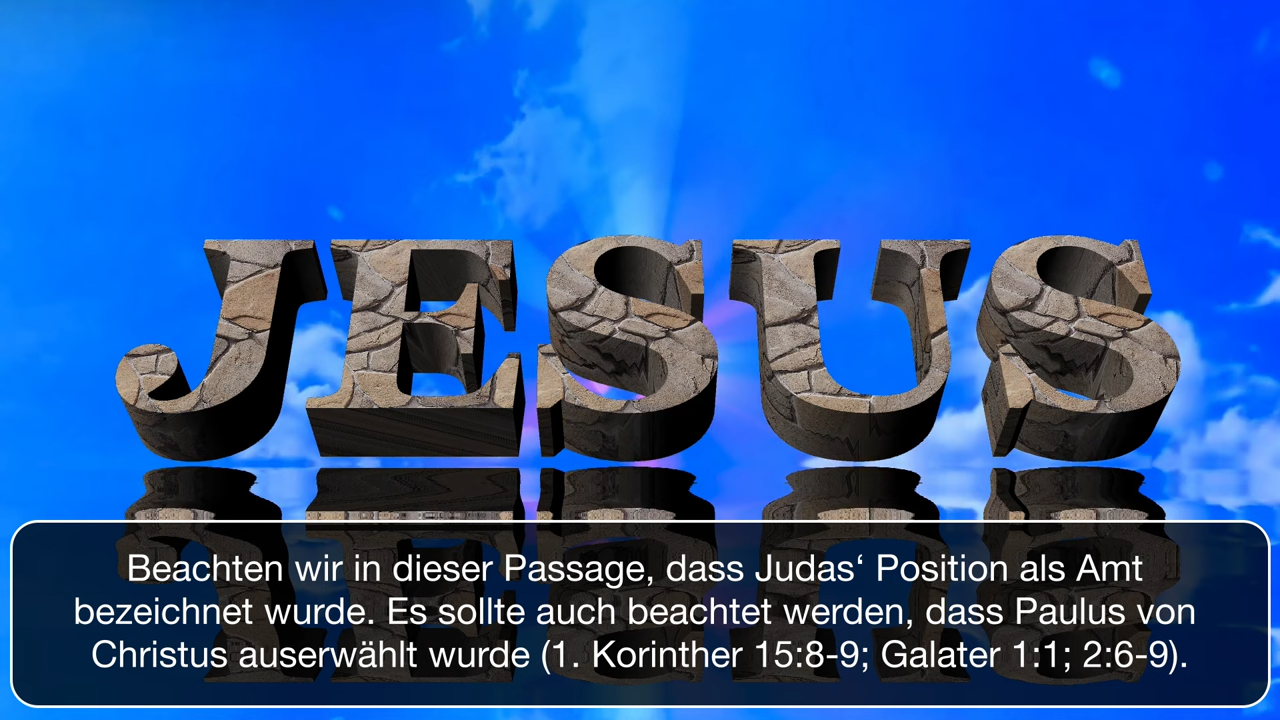 JESUS
Beachten wir in dieser Passage, dass Judas‘ Position als Amt
bezeichnet wurde. Es sollte auch beachtet werden, dass Paulus von
Christus auserwählt wurde (1. Korinther 15:8-9; Galater 1:1; 2:6-9).